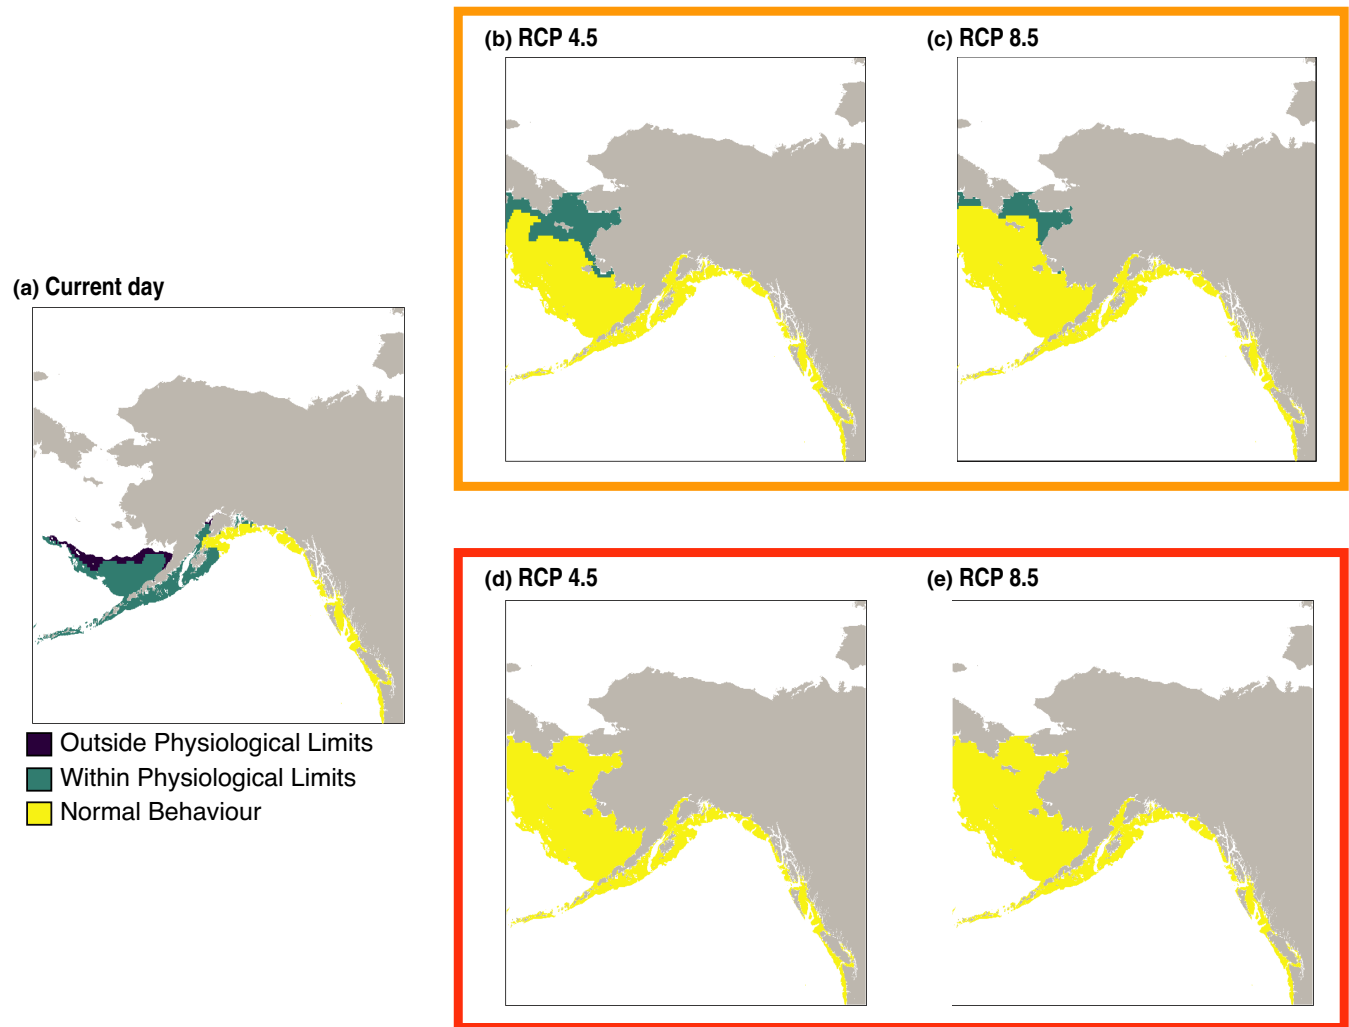 (b) RCP 4.5
(c) RCP 8.5
(a) Current day
Outside Physiological Limits
Within Physiological Limits
Normal Behaviour
(d) RCP 4.5
(e) RCP 8.5